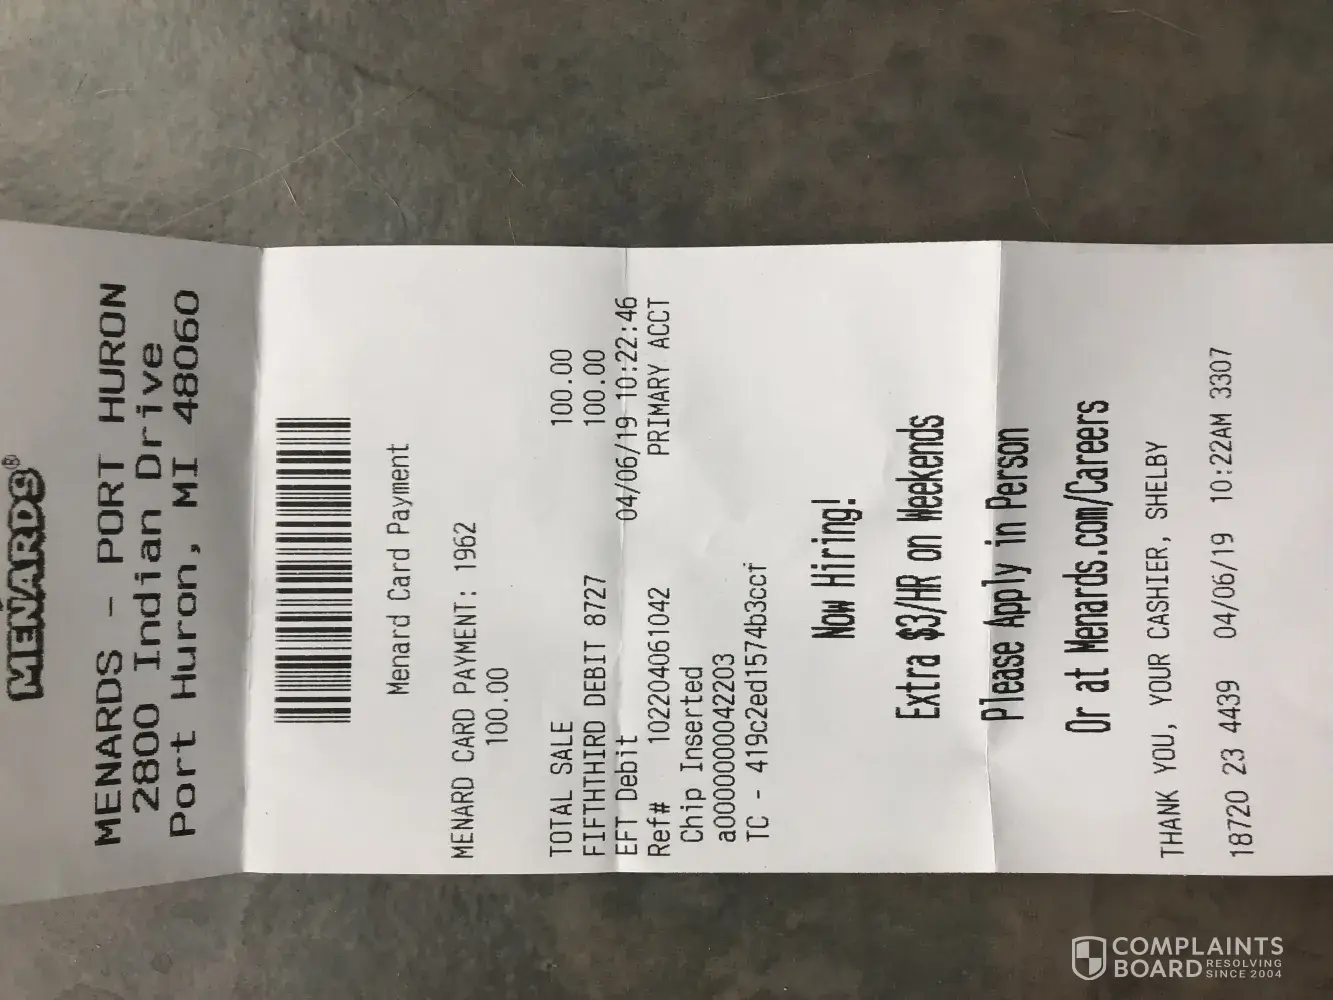 MENARDS®
MENARDS - PORT HURON
2800 Indian Drive
Port Huron, MI 48060
Menard Card Payment
MENARD CARD PAYMENT: 1962
100.00
TOTAL SALE 100.00
FIFTHTHIRD DEBIT 8727 100.00
EFT Debit 04/06/19 10:22:46
Ref# 102204061042 PRIMARY ACCT
Chip Inserted
a0000000042203
TC - 419c2ed1574b3ccf
Now Hiring!
Extra $3/HR on Weekends
Please Apply in Person
Or at Menards.com/Careers
THANK YOU, YOUR CASHIER, SHELBY
18720 23 4439 04/06/19 10:22AM 3307
COMPLAINTS
BOARD RESOLVING
SINCE 2004